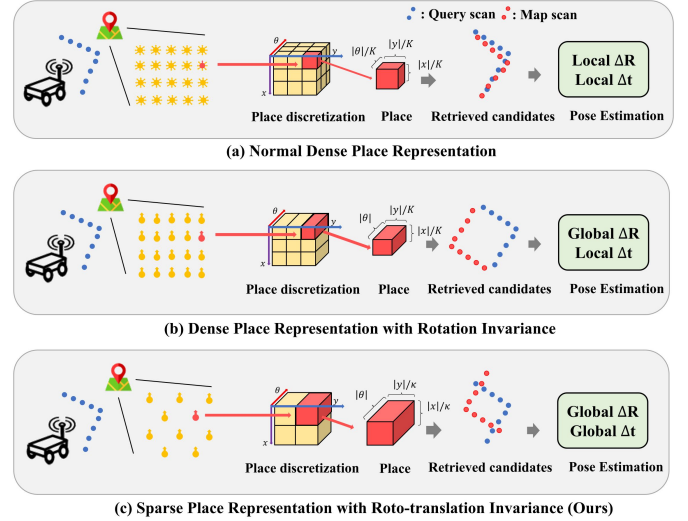 : Query scan : Map scan
θ y |θ|/K |y|/K |x|/K
x
Local ΔR
Local Δt
Place discretization Place Retrieved candidates Pose Estimation
(a) Normal Dense Place Representation
θ y |θ| |y|/K |x|/K
x
Global ΔR
Local Δt
Place discretization Place Retrieved candidates Pose Estimation
(b) Dense Place Representation with Rotation Invariance
θ y |θ| |y|/κ |x|/κ
x
Global ΔR
Global Δt
Place discretization Place Retrieved candidates Pose Estimation
(c) Sparse Place Representation with Roto-translation Invariance (Ours)